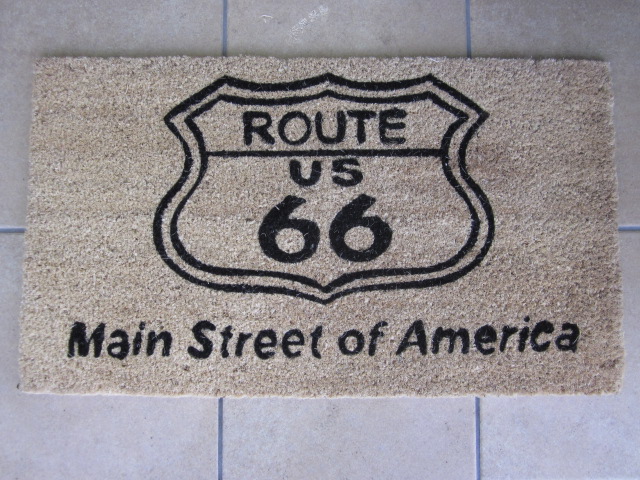 ROUTE
US
66
Main Street of America